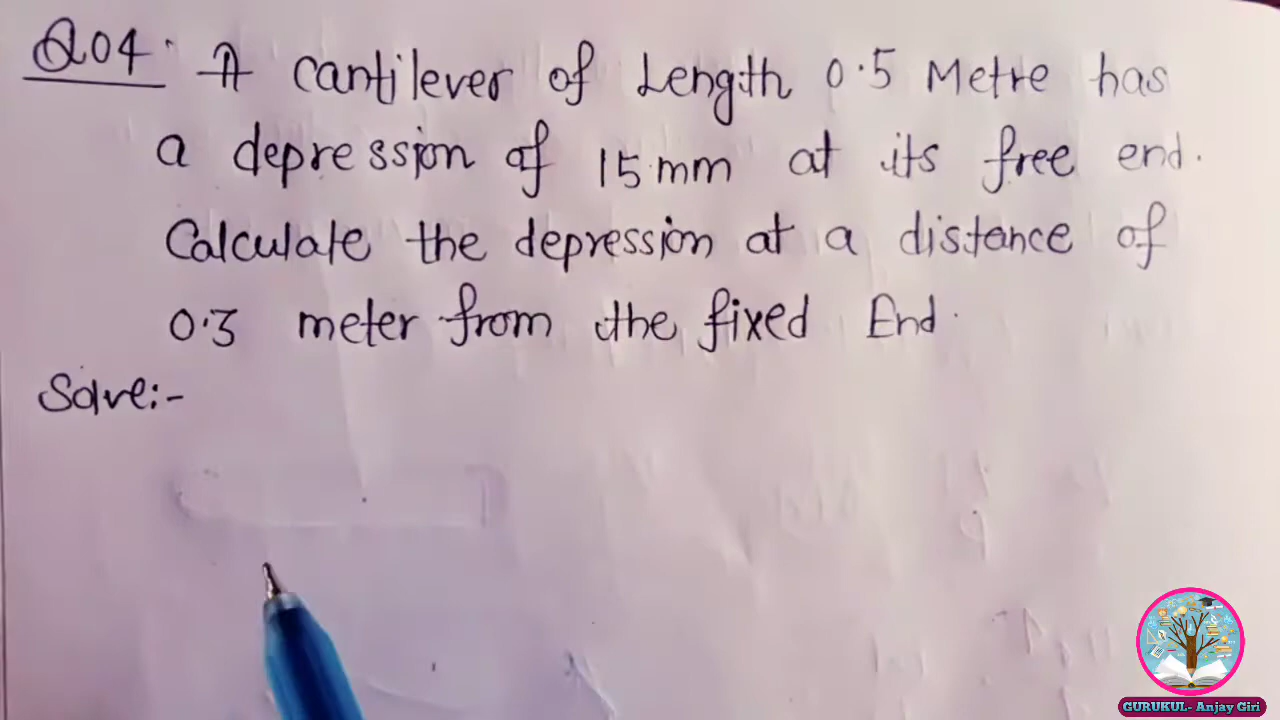 Q04. A cantilever of Length 0.5 Metre has
a depression of 15 mm at its free end.
Calculate the depression at a distance of
0.3 meter from the fixed End.
Solve:-
GURUKUL- Anjay Giri